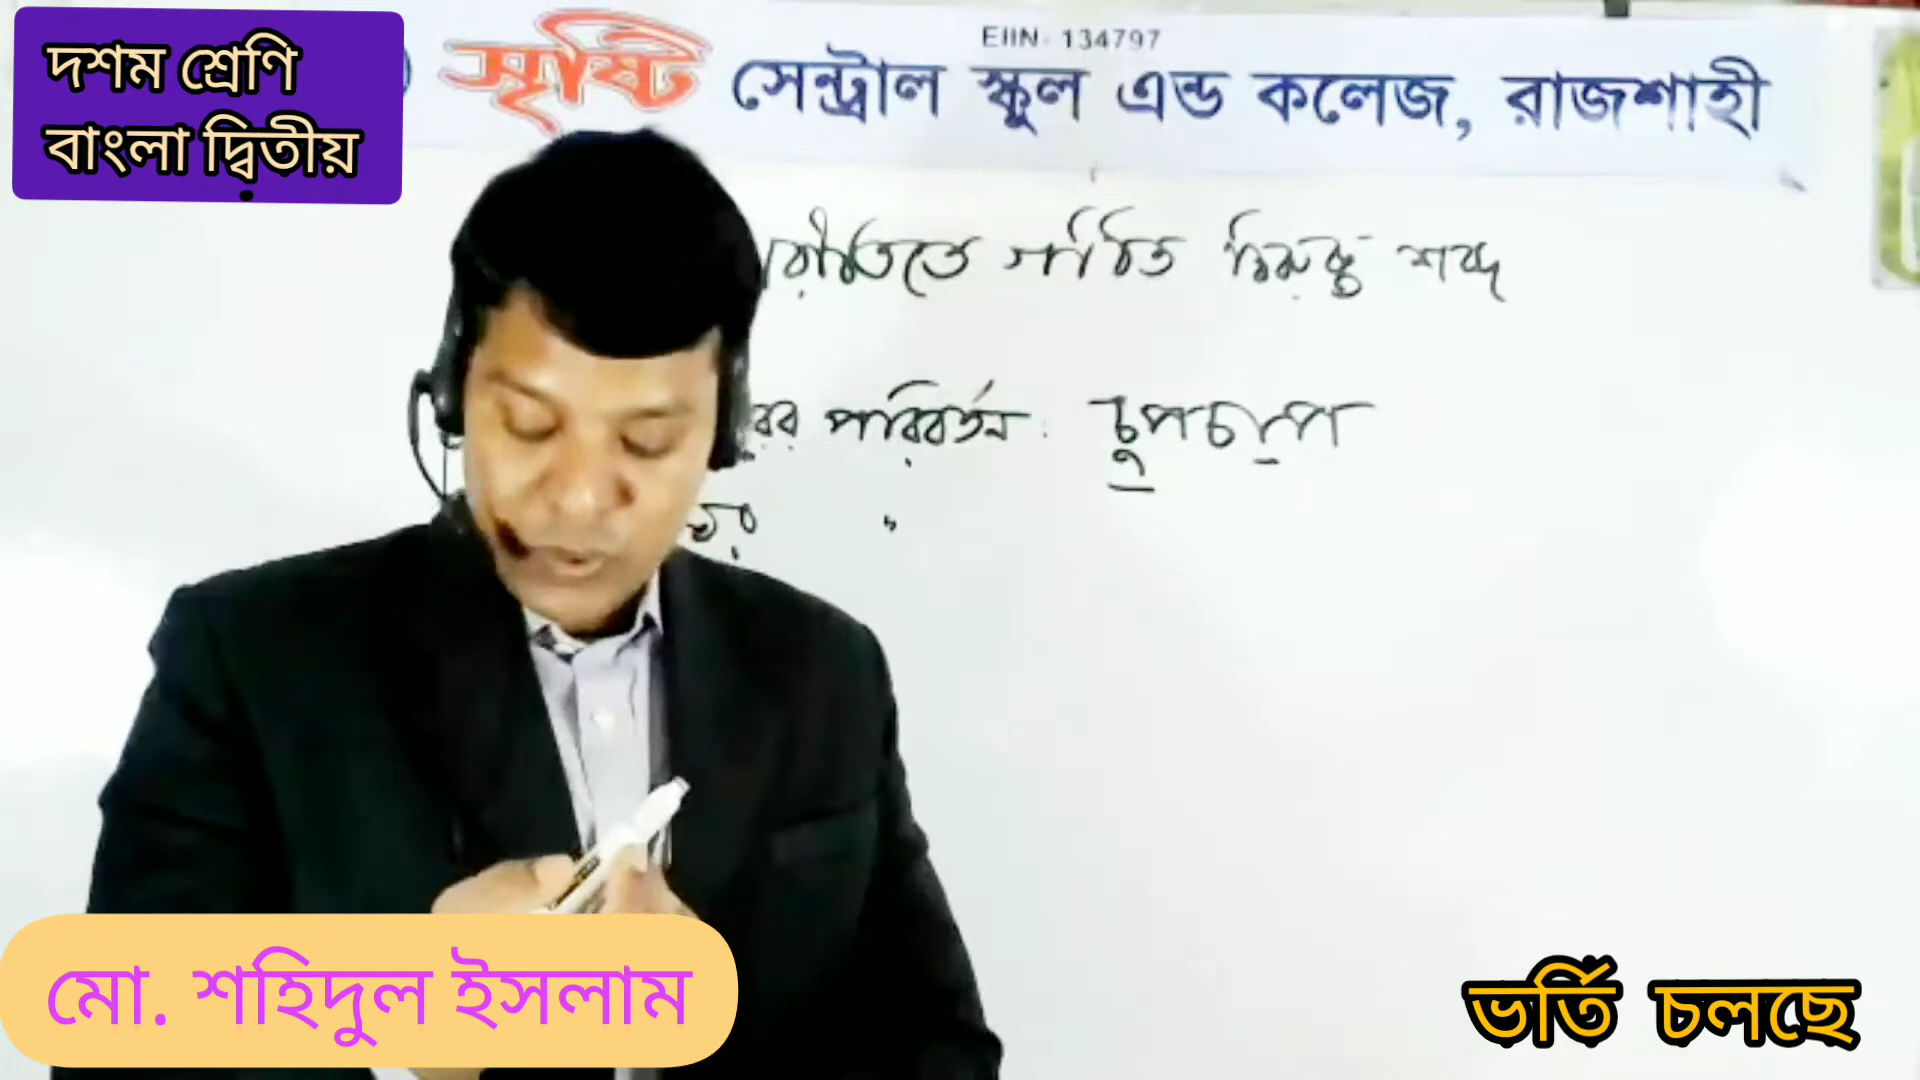 দশম শ্রেণি
বাংলা দ্বিতীয়
EIIN- 134797
সৃষ্টি সেন্ট্রাল স্কুল এন্ড কলেজ, রাজশাহী
গঠিত দ্বিরুক্ত শব্দ
পরিবর্তন : চুপচাপ
মো. শহিদুল ইসলাম
ভর্তি চলছে